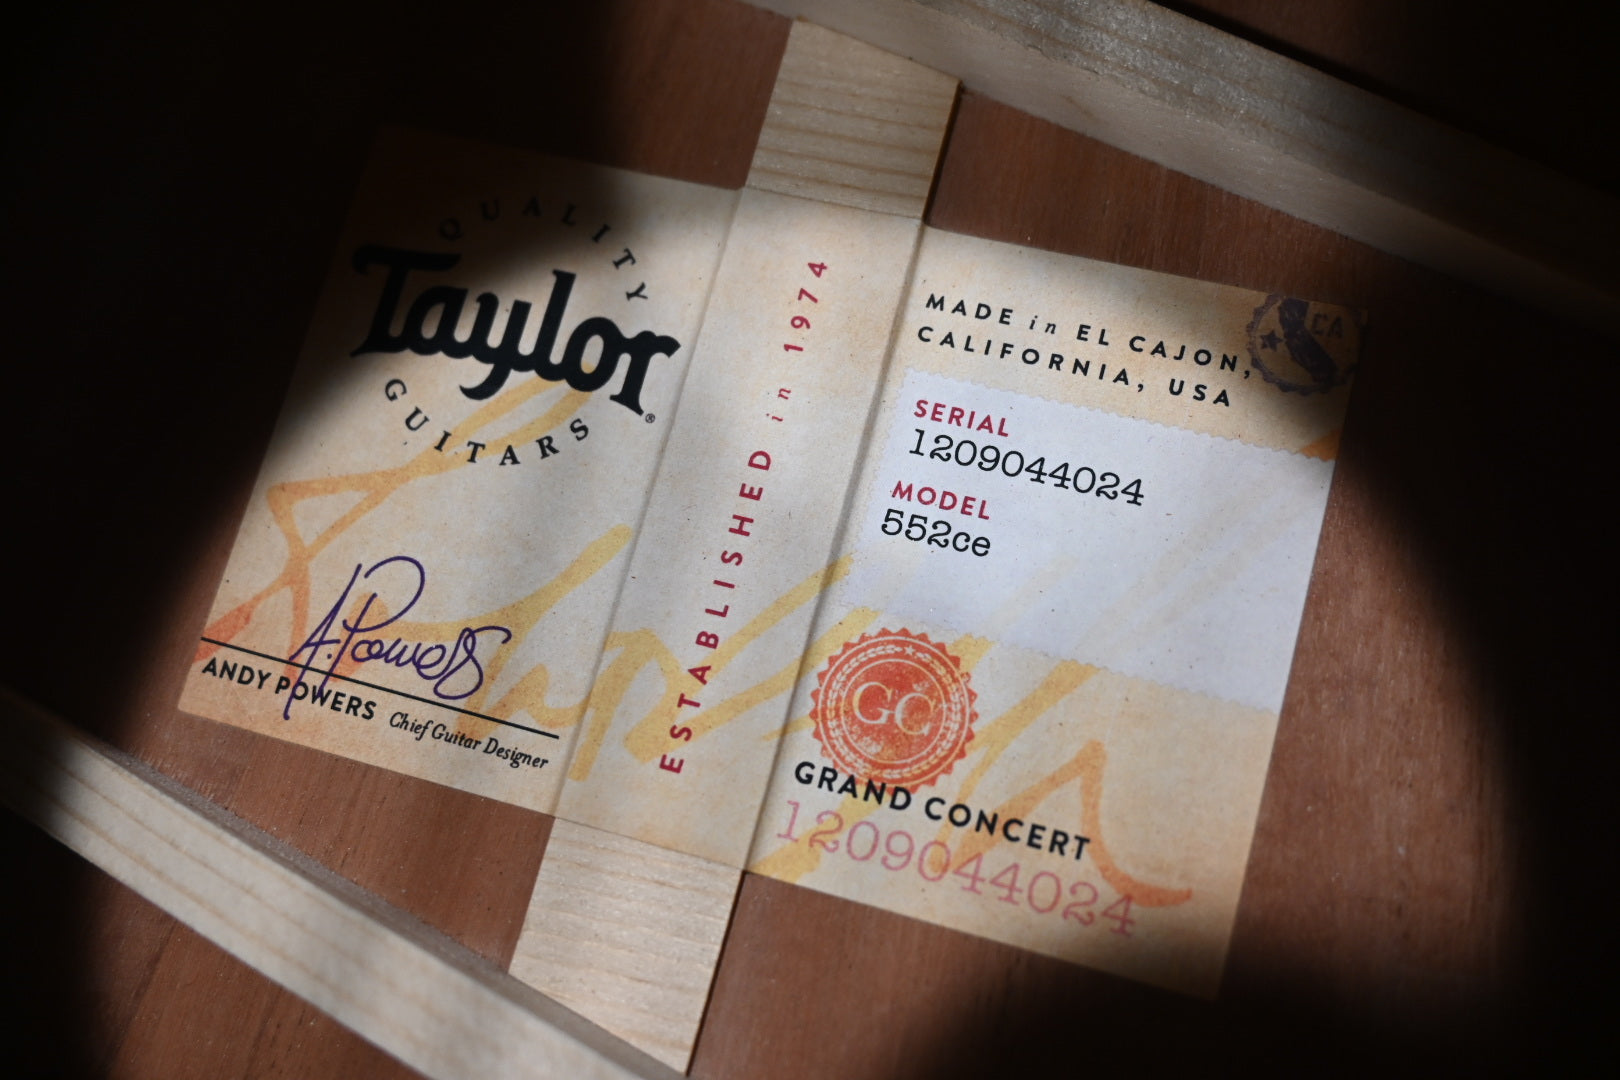 QUALITY
Taylor®
GUITARS
A. Powers
ANDY POWERS Chief Guitar Designer
ESTABLISHED in 1974
MADE in EL CAJON,
CALIFORNIA, USA
CA
SERIAL
1209044024
MODEL
552ce
GC
GRAND CONCERT
1209044024